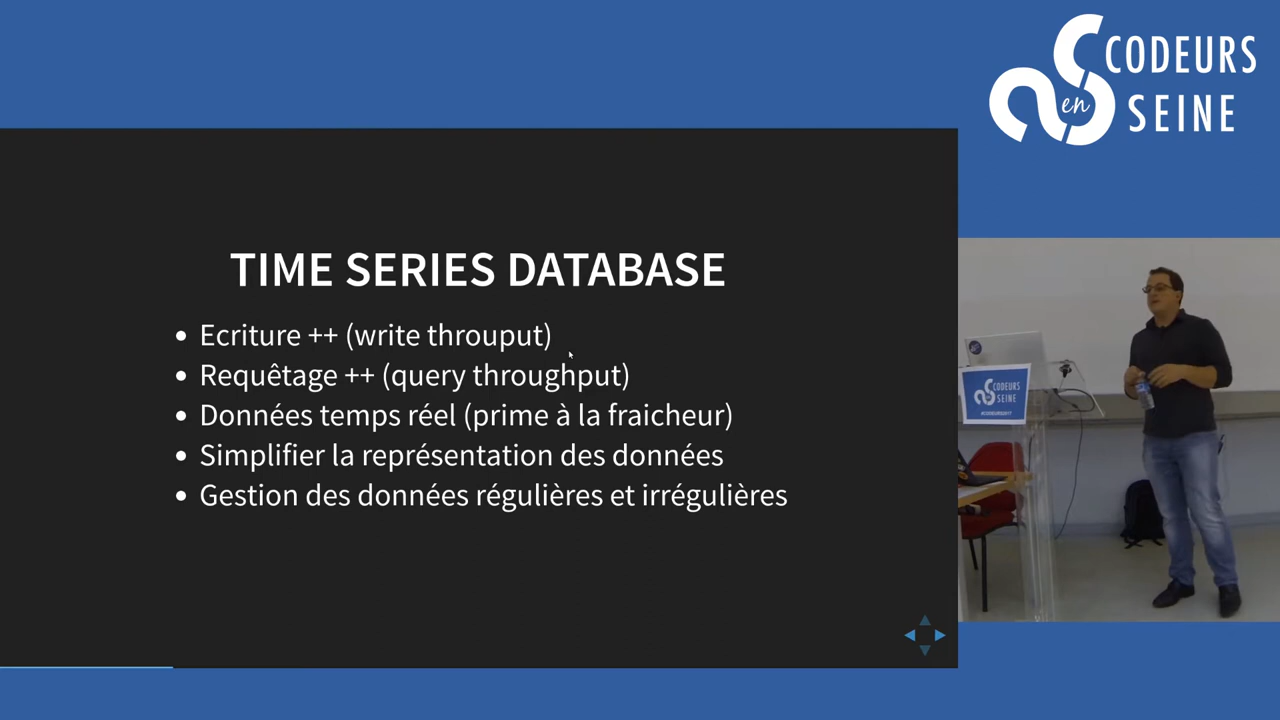 CODEURS
en
SEINE
TIME SERIES DATABASE
• Ecriture ++ (write throuput)
• Requêtage ++ (query throughput)
• Données temps réel (prime à la fraicheur)
• Simplifier la représentation des données
• Gestion des données régulières et irrégulières
CODEURS
en
SEINE